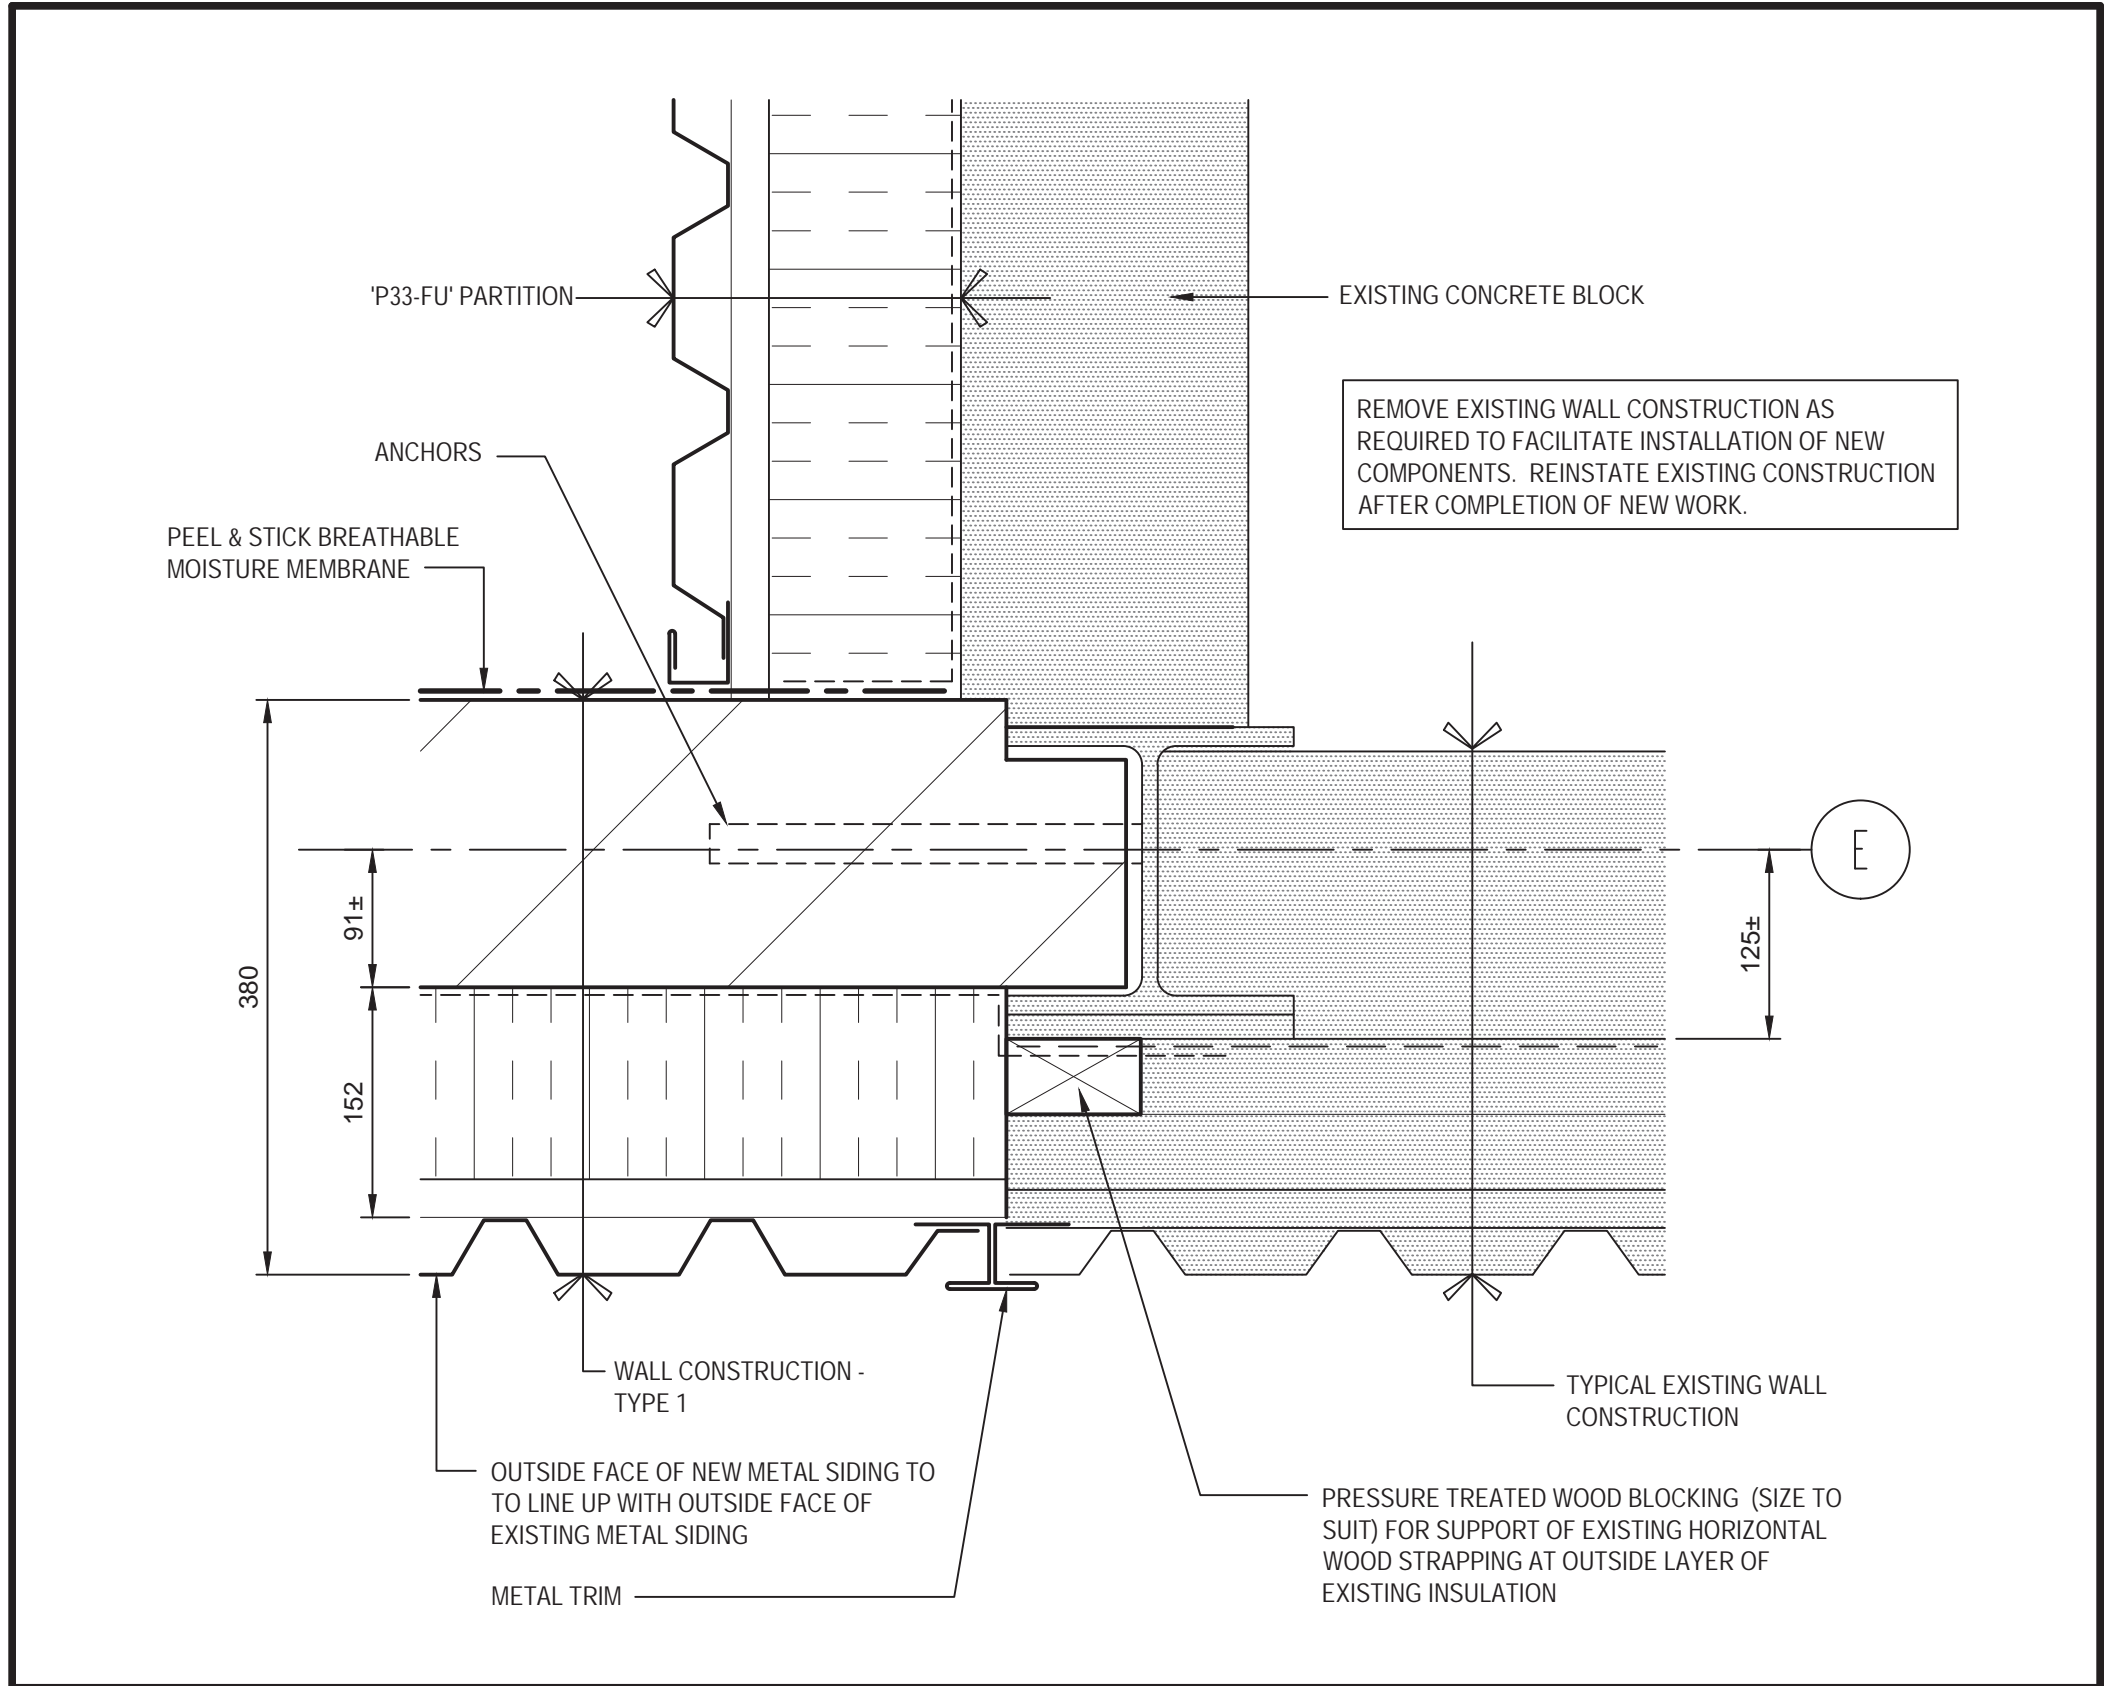 'P33-FU' PARTITION
EXISTING CONCRETE BLOCK
REMOVE EXISTING WALL CONSTRUCTION AS
REQUIRED TO FACILITATE INSTALLATION OF NEW
COMPONENTS. REINSTATE EXISTING CONSTRUCTION
AFTER COMPLETION OF NEW WORK.
ANCHORS
PEEL & STICK BREATHABLE
MOISTURE MEMBRANE
E
91±
125±
380
152
WALL CONSTRUCTION -
TYPE 1
TYPICAL EXISTING WALL
CONSTRUCTION
OUTSIDE FACE OF NEW METAL SIDING TO
TO LINE UP WITH OUTSIDE FACE OF
EXISTING METAL SIDING
PRESSURE TREATED WOOD BLOCKING (SIZE TO
SUIT) FOR SUPPORT OF EXISTING HORIZONTAL
WOOD STRAPPING AT OUTSIDE LAYER OF
EXISTING INSULATION
METAL TRIM